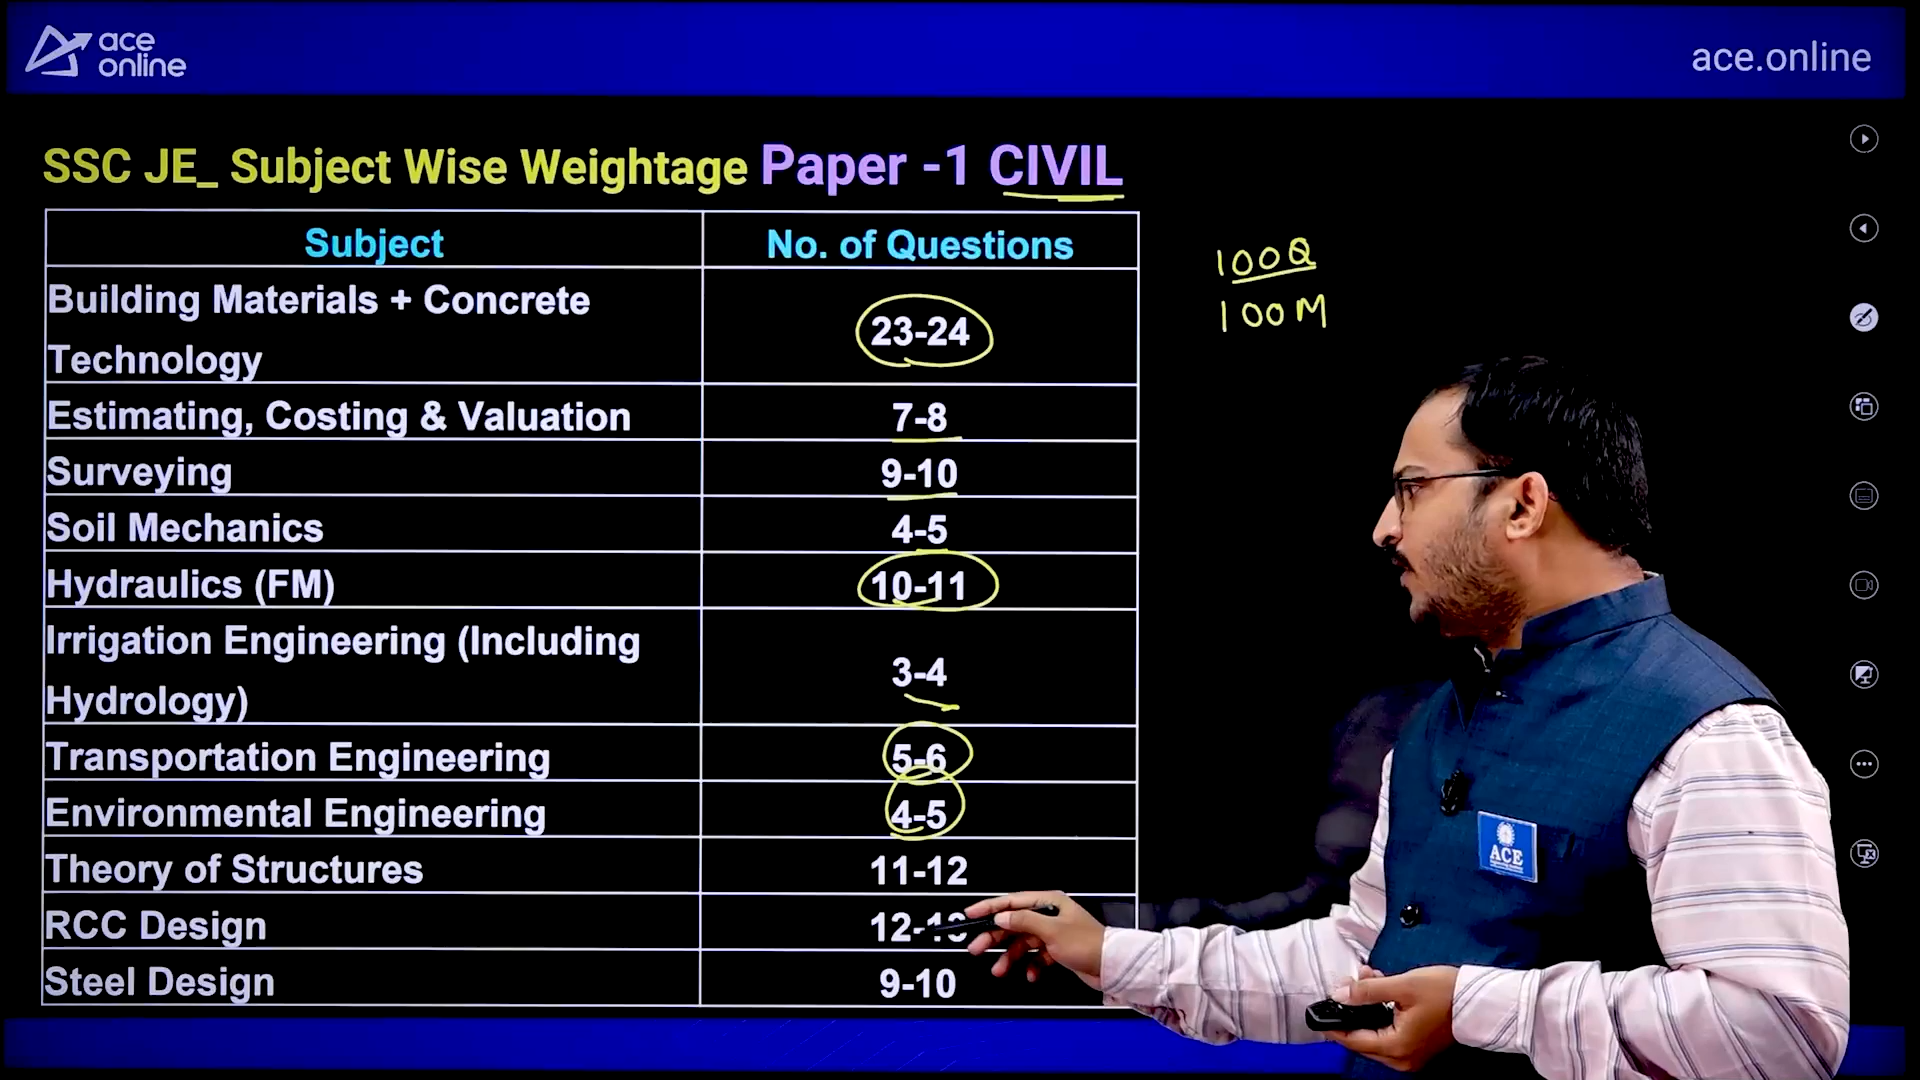 ace
online
ace.online
SSC JE_ Subject Wise Weightage Paper -1 CIVIL
Subject No. of Questions
Building Materials + Concrete
Technology
23-24
Estimating, Costing & Valuation 7-8
Surveying 9-10
Soil Mechanics 4-5
Hydraulics (FM) 10-11
Irrigation Engineering (Including
Hydrology)
3-4
Transportation Engineering 5-6
Environmental Engineering 4-5
Theory of Structures 11-12
RCC Design 12-
Steel Design 9-10
100Q
100M
ACE